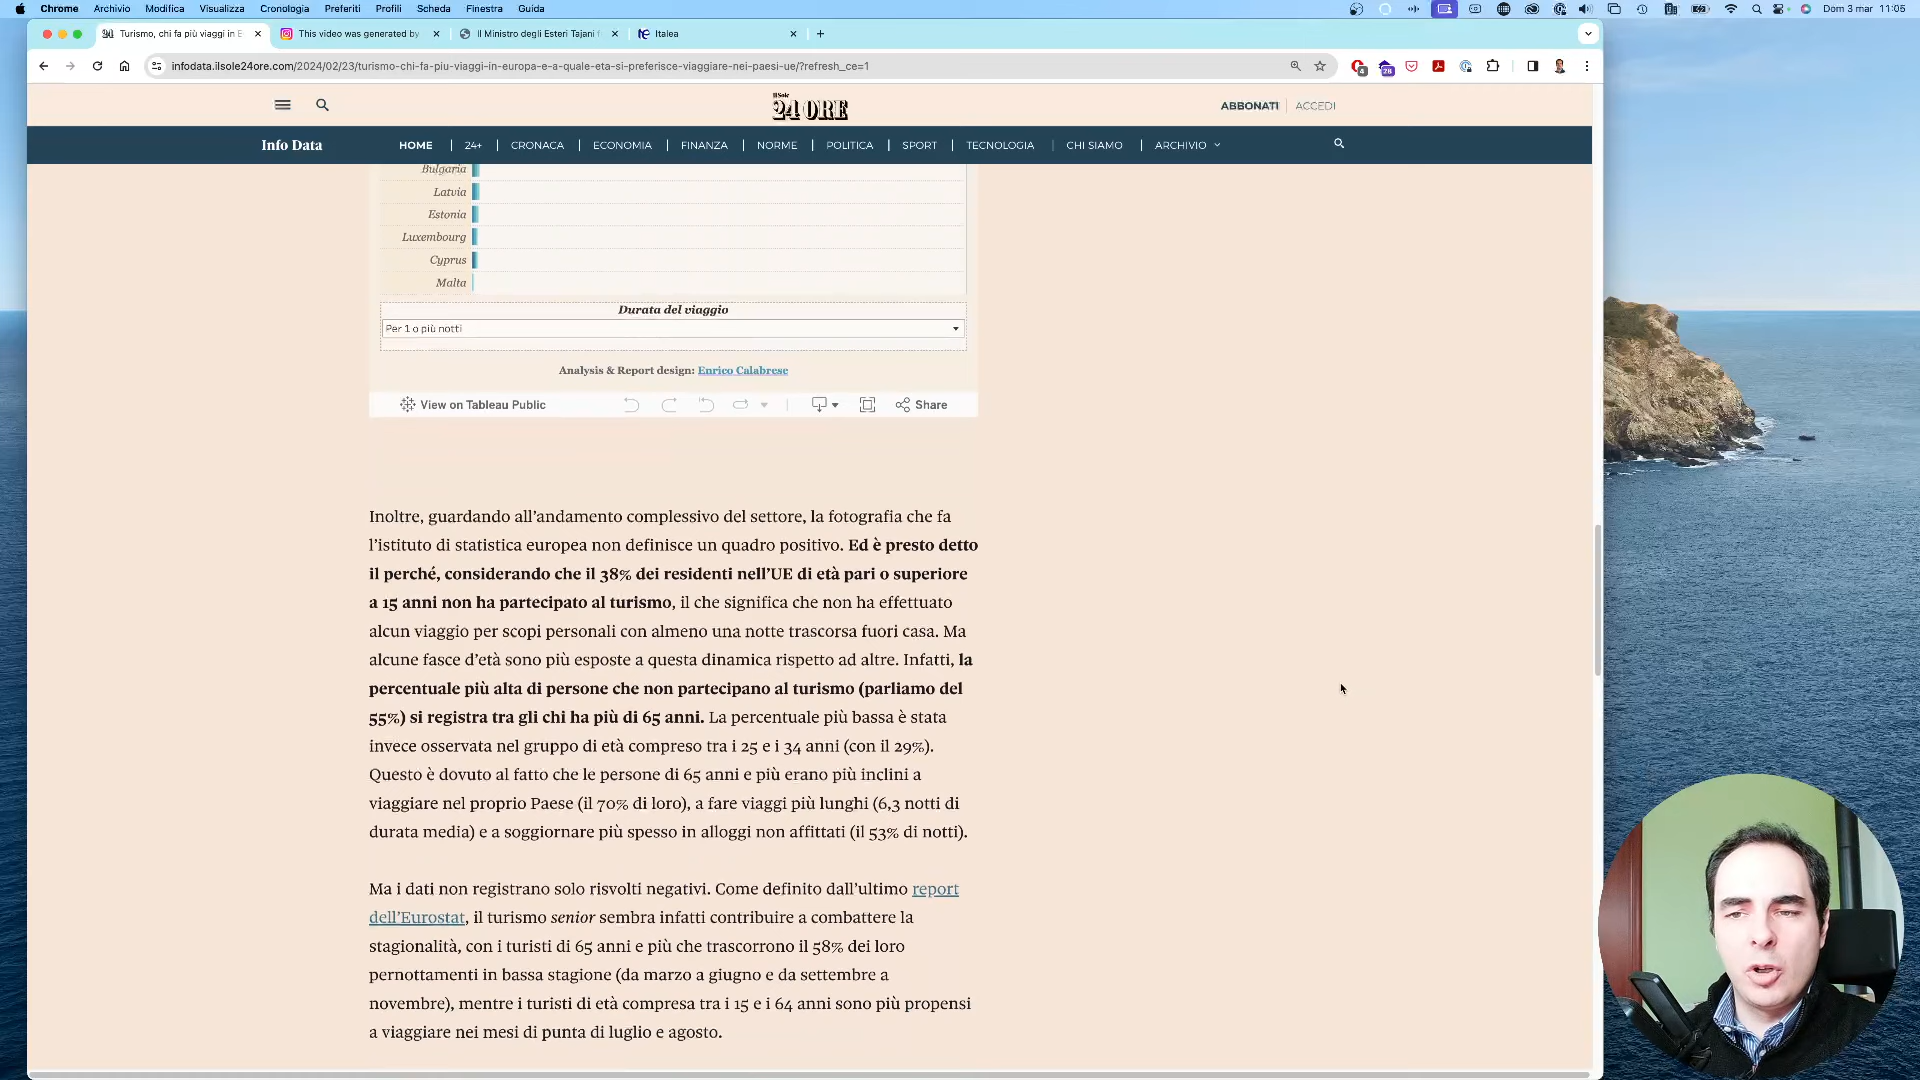 Chrome Archivio Modifica Visualizza Cronologia Preferiti Profili Scheda Finestra Guida
Dom 3 mar 11:05
Turismo, chi fa più viaggi in E
This video was generated by
Il Ministro degli Esteri Tajani f
Italea
infodata.ilsole24ore.com/2024/02/23/turismo-chi-fa-piu-viaggi-in-europa-e-a-quale-eta-si-preferisce-viaggiare-nei-paesi-ue/?refresh_ce=1
4
28
Il Sole
24 ORE
ABBONATI
ACCEDI
Info Data
HOME
24+
CRONACA
ECONOMIA
FINANZA
NORME
POLITICA
SPORT
TECNOLOGIA
CHI SIAMO
ARCHIVIO
Bulgaria
Latvia
Estonia
Luxembourg
Cyprus
Malta
Durata del viaggio
Per 1 o più notti
Analysis & Report design: Enrico Calabrese
View on Tableau Public
Share
Inoltre, guardando all’andamento complessivo del settore, la fotografia che fa
l’istituto di statistica europea non definisce un quadro positivo. Ed è presto detto
il perché, considerando che il 38% dei residenti nell’UE di età pari o superiore
a 15 anni non ha partecipato al turismo, il che significa che non ha effettuato
alcun viaggio per scopi personali con almeno una notte trascorsa fuori casa. Ma
alcune fasce d’età sono più esposte a questa dinamica rispetto ad altre. Infatti, la
percentuale più alta di persone che non partecipano al turismo (parliamo del
55%) si registra tra gli chi ha più di 65 anni. La percentuale più bassa è stata
invece osservata nel gruppo di età compreso tra i 25 e i 34 anni (con il 29%).
Questo è dovuto al fatto che le persone di 65 anni e più erano più inclini a
viaggiare nel proprio Paese (il 70% di loro), a fare viaggi più lunghi (6,3 notti di
durata media) e a soggiornare più spesso in alloggi non affittati (il 53% di notti).
Ma i dati non registrano solo risvolti negativi. Come definito dall’ultimo report
dell’Eurostat, il turismo senior sembra infatti contribuire a combattere la
stagionalità, con i turisti di 65 anni e più che trascorrono il 58% dei loro
pernottamenti in bassa stagione (da marzo a giugno e da settembre a
novembre), mentre i turisti di età compresa tra i 15 e i 64 anni sono più propensi
a viaggiare nei mesi di punta di luglio e agosto.